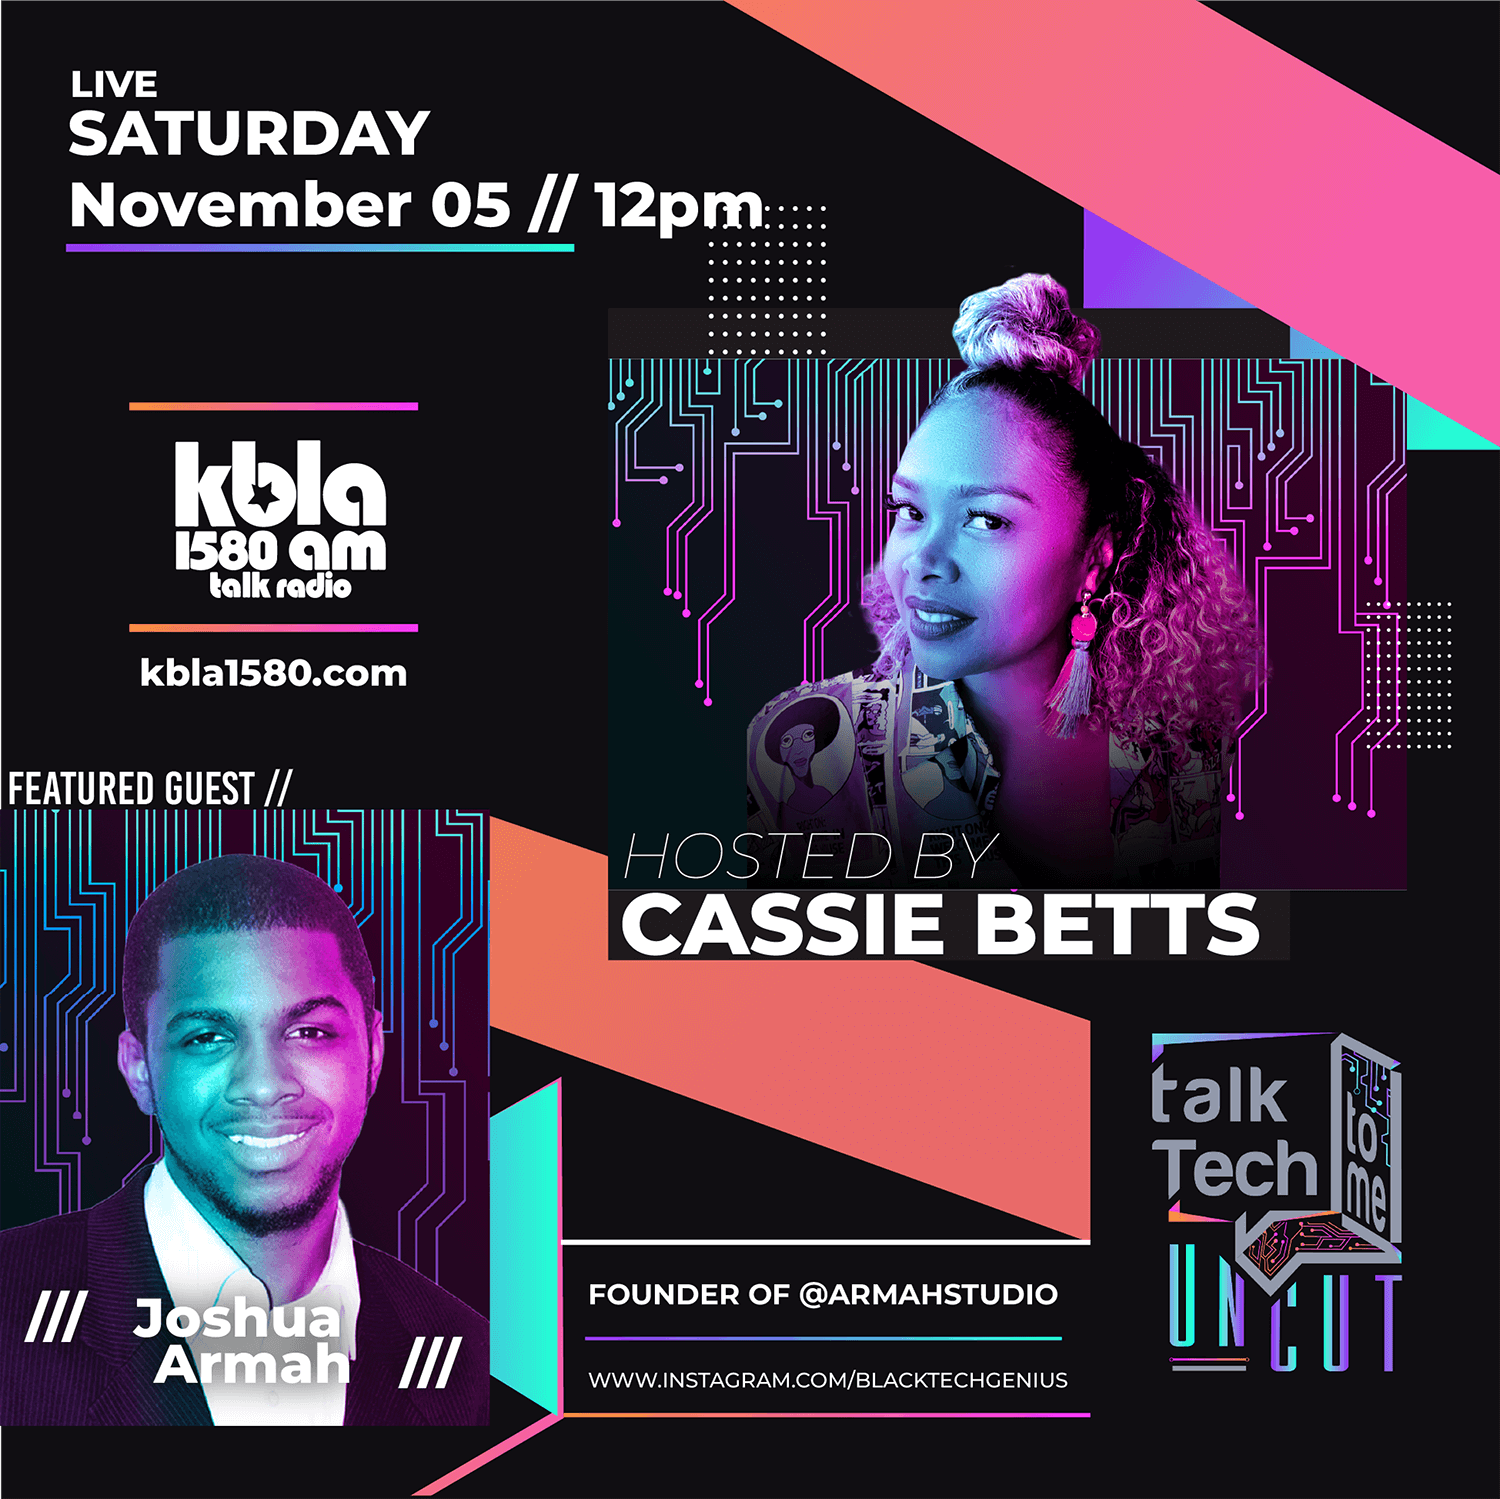 LIVE
SATURDAY
November 05 // 12pm
kbla
1580 am
talk radio
kbla1580.com
FEATURED GUEST //
HOSTED BY
CASSIE BETTS
/// Joshua
Armah ///
talk
Tech
to
me
UNCUT
FOUNDER OF @ARMAHSTUDIO
WWW.INSTAGRAM.COM/BLACKTECHGENIUS